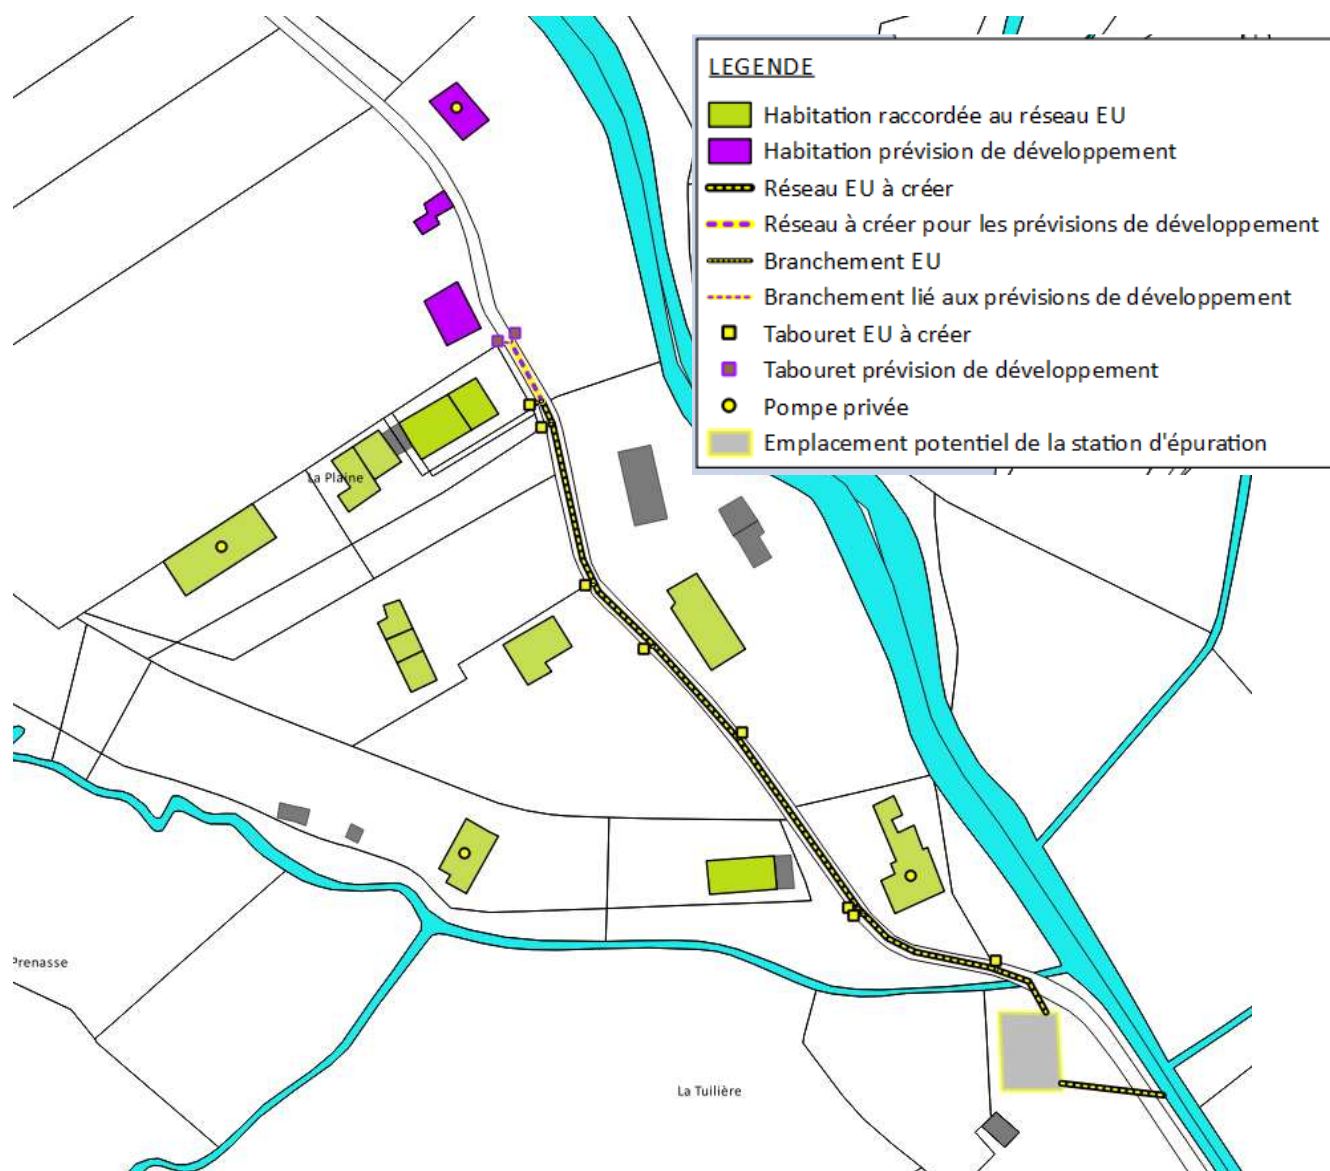 LEGENDE
Habitation raccordée au réseau EU
Habitation prévision de développement
Réseau EU à créer
Réseau à créer pour les prévisions de développement
Branchement EU
Branchement lié aux prévisions de développement
Tabouret EU à créer
Tabouret prévision de développement
Pompe privée
Emplacement potentiel de la station d'épuration
La Plaine
Prenasse
La Tuilière